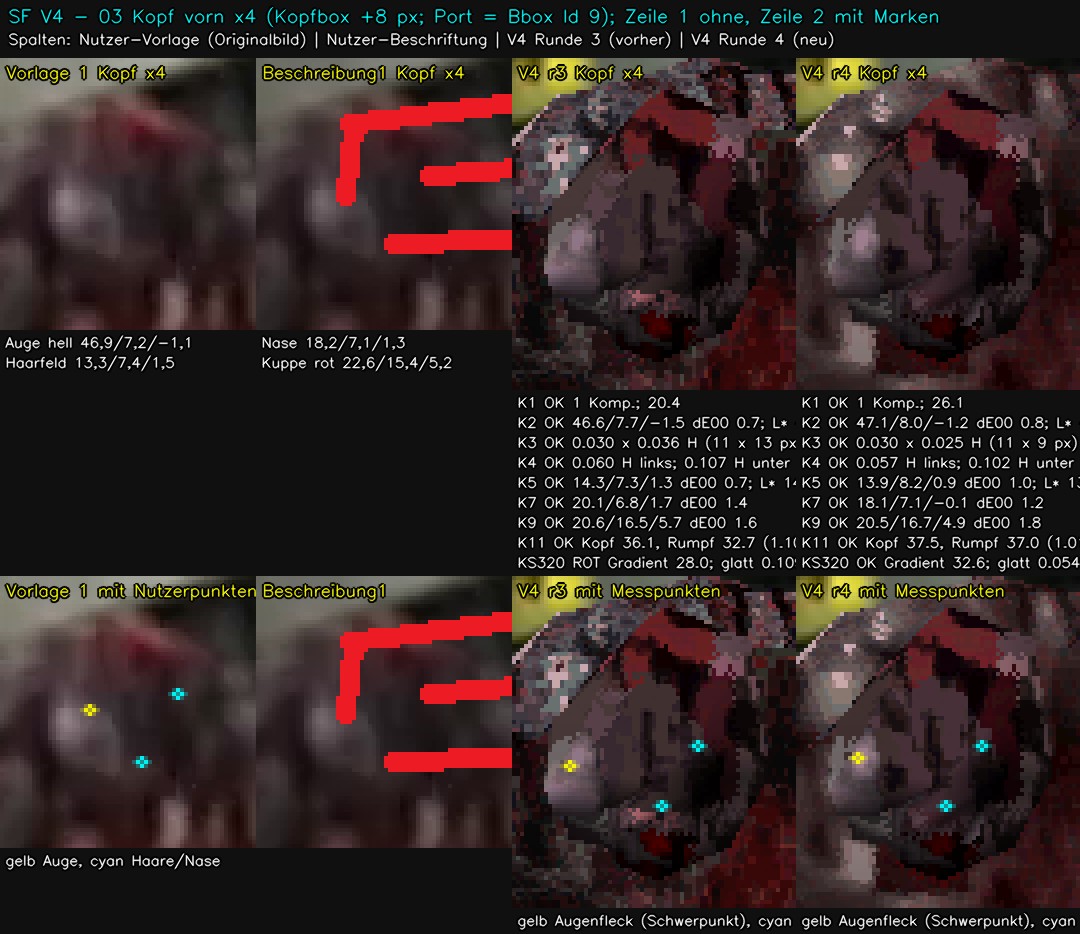 SF V4 - 03 Kopf vorn x4 (Kopfbox +8 px; Port = Bbox Id 9); Zeile 1 ohne, Zeile 2 mit Marken
Spalten: Nutzer-Vorlage (Originalbild) | Nutzer-Beschriftung | V4 Runde 3 (vorher) | V4 Runde 4 (neu)
Vorlage 1 Kopf x4
Beschreibung1 Kopf x4
V4 r3 Kopf x4
V4 r4 Kopf x4
Auge hell 46,9/7,2/-1,1
Haarfeld 13,3/7,4/1,5
Nase 18,2/7,1/1,3
Kuppe rot 22,6/15,4/5,2
K1 OK 1 Komp.; 20.4
K2 OK 46.6/7.7/-1.5 dE00 0.7; L*
K3 OK 0.030 x 0.036 H (11 x 13 px
K4 OK 0.060 H links; 0.107 H unter
K5 OK 14.3/7.3/1.3 dE00 0.7; L*
K7 OK 20.1/6.8/1.7 dE00 1.4
K9 OK 20.6/16.5/5.7 dE00 1.6
K11 OK Kopf 36.1, Rumpf 32.7
KS320 ROT Gradient 28.0; glatt
K1 OK 1 Komp.; 26.1
K2 OK 47.1/8.0/-1.2 dE00 0.8; L*
K3 OK 0.030 x 0.025 H (11 x 9 px)
K4 OK 0.057 H links; 0.102 H unter
K5 OK 13.9/8.2/0.9 dE00 1.0; L*
K7 OK 18.1/7.1/-0.1 dE00 1.2
K9 OK 20.5/16.7/4.9 dE00 1.8
K11 OK Kopf 37.5, Rumpf 37.0
KS320 OK Gradient 32.6; glatt 0.054
Vorlage 1 mit Nutzerpunkten
Beschreibung1
V4 r3 mit Messpunkten
V4 r4 mit Messpunkten
gelb Auge, cyan Haare/Nase
gelb Augenfleck (Schwerpunkt), cyan
gelb Augenfleck (Schwerpunkt), cyan